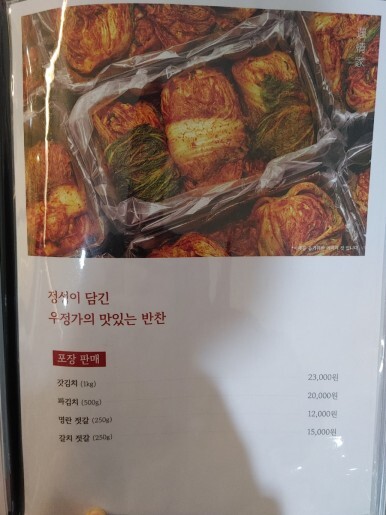 정성이 담긴
우정가의 맛있는 반찬
포장 판매
갓김치 (1kg) 23,000원
파김치 (500g) 20,000원
명란 젓갈 (250g) 12,000원
갈치 젓갈 (250g) 15,000원